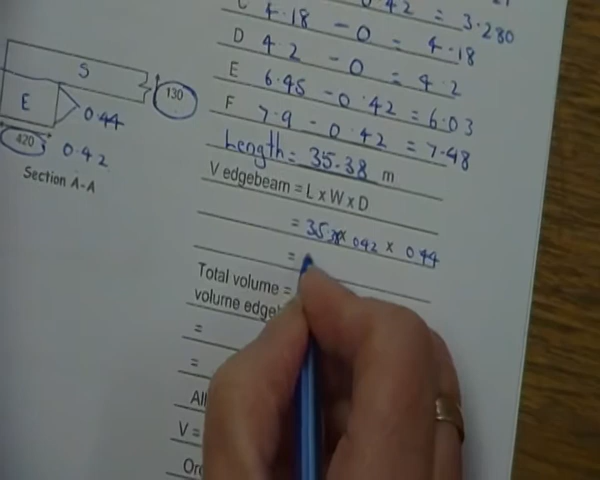 0.42 = 3.280
C 4.18 - 0 = 4.18
D 4.2 - 0 = 4.2
E 6.45 - 0.42 = 6.03
F 7.9 - 0.42 = 7.48
Length = 35.38 m
V edgebeam = L x W x D
= 35.38 x 0.42 x 0.44
=
Total volume =
volume
=
=
V =
S
130
E
0.44
420
0.42
Section A-A